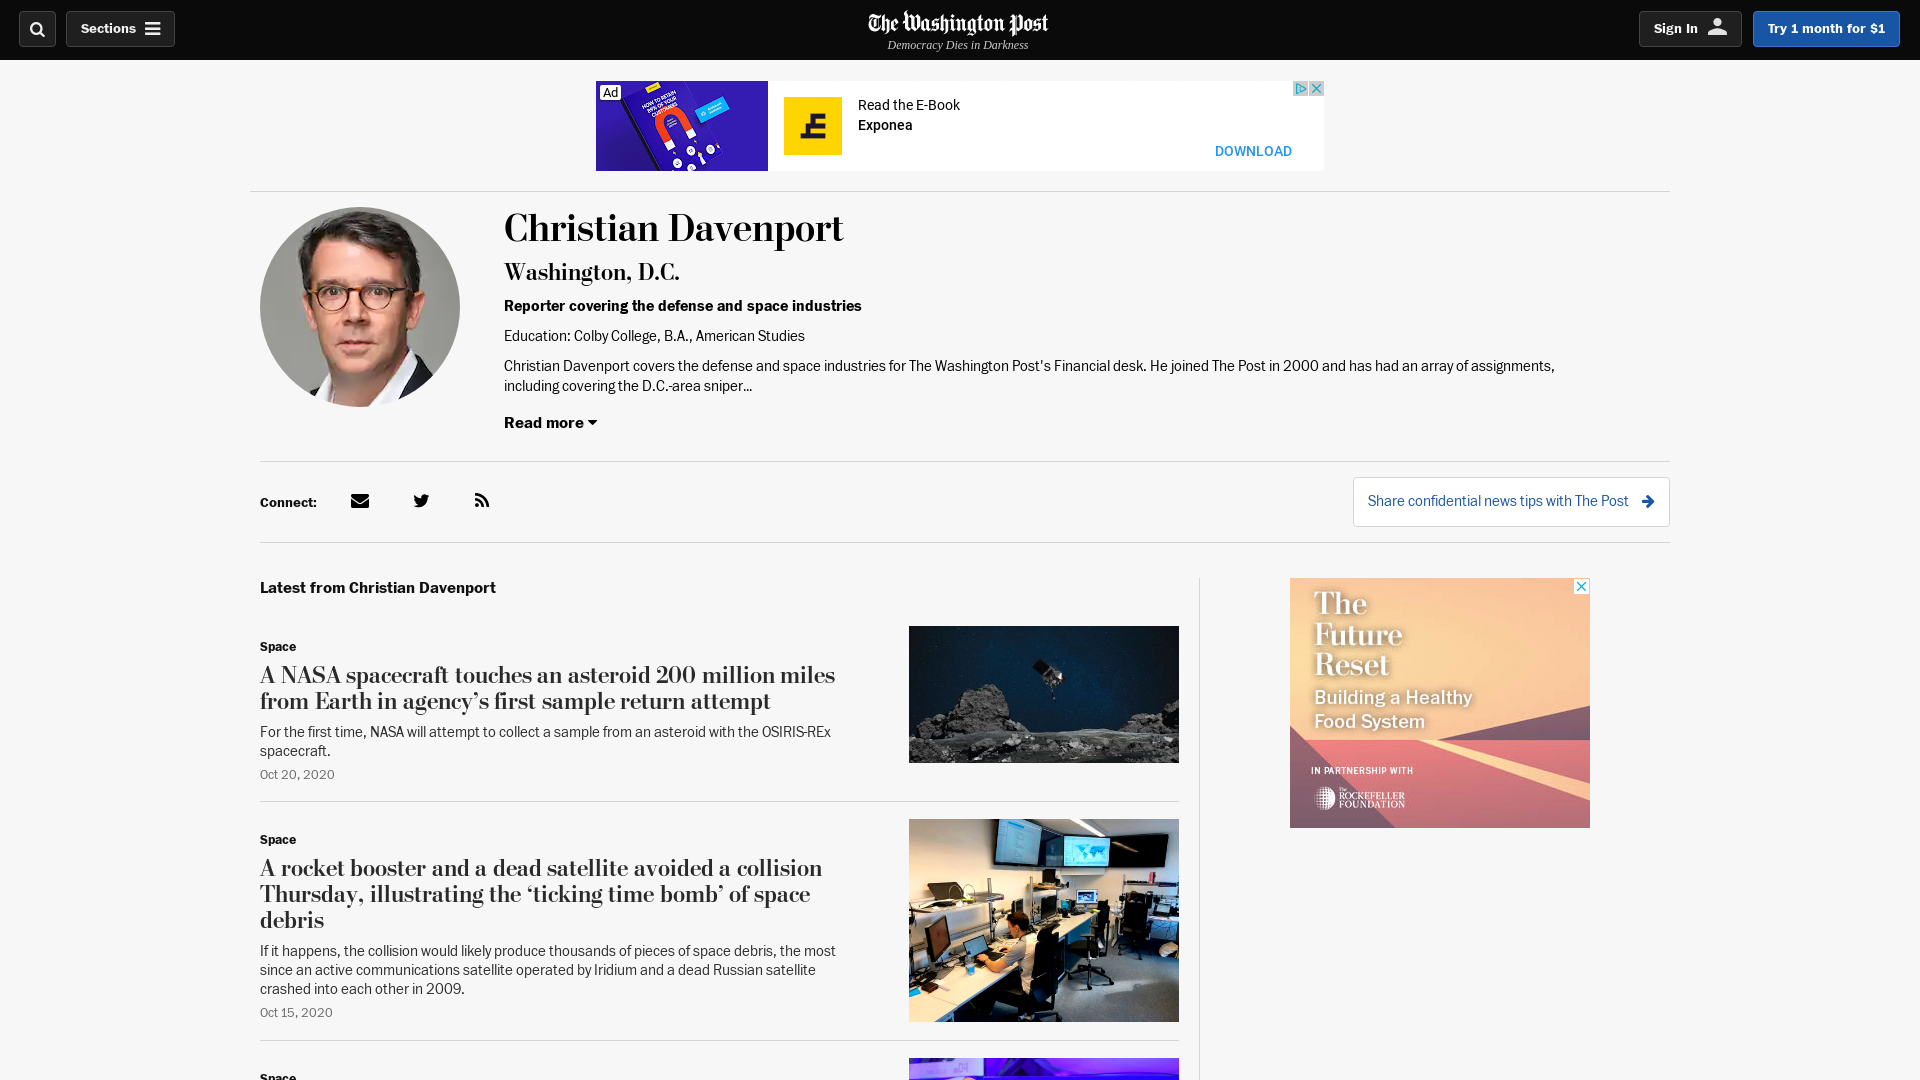 Sections
The Washington Post
Democracy Dies in Darkness
Sign In
Try 1 month for $1
Ad
HOW TO RETAIN
Read the E-Book
Exponea
DOWNLOAD
Christian Davenport
Washington, D.C.
Reporter covering the defense and space industries
Education: Colby College, B.A., American Studies
Christian Davenport covers the defense and space industries for The Washington Post's Financial desk. He joined The Post in 2000 and has had an array of assignments,
including covering the D.C.-area sniper...
Read more
Connect:
Share confidential news tips with The Post
Latest from Christian Davenport
Space
A NASA spacecraft touches an asteroid 200 million miles
from Earth in agency’s first sample return attempt
For the first time, NASA will attempt to collect a sample from an asteroid with the OSIRIS-REx
spacecraft.
Oct 20, 2020
Space
A rocket booster and a dead satellite avoided a collision
Thursday, illustrating the ‘ticking time bomb’ of space
debris
If it happens, the collision would likely produce thousands of pieces of space debris, the most
since an active communications satellite operated by Iridium and a dead Russian satellite
crashed into each other in 2009.
Oct 15, 2020
Space
The
Future
Reset
Building a Healthy
Food System
IN PARTNERSHIP WITH
The
ROCKEFELLER
FOUNDATION